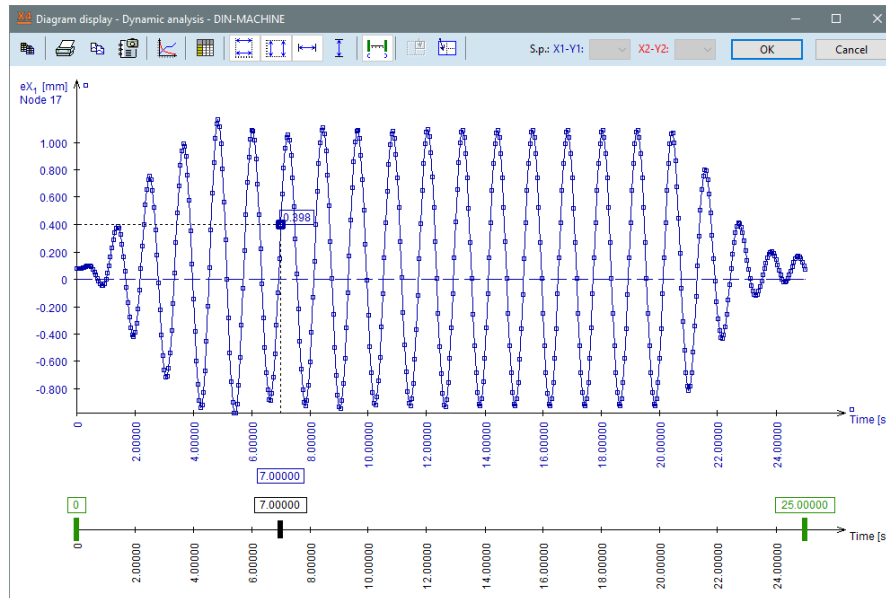 Diagram display - Dynamic analysis - DIN-MACHINE
S.p.: X1-Y1: X2-Y2: OK Cancel
eX1 [mm]
Node 17
1.000
0.800
0.600
0.400
0.398
0.200
0
-0.200
-0.400
-0.600
-0.800
0 2.00000 4.00000 6.00000 8.00000 10.00000 12.00000 14.00000 16.00000 18.00000 20.00000 22.00000 24.00000
Time [s
7.00000
0 7.00000 25.00000
Time [s
0 2.00000 4.00000 6.00000 8.00000 10.00000 12.00000 14.00000 16.00000 18.00000 20.00000 22.00000 24.00000